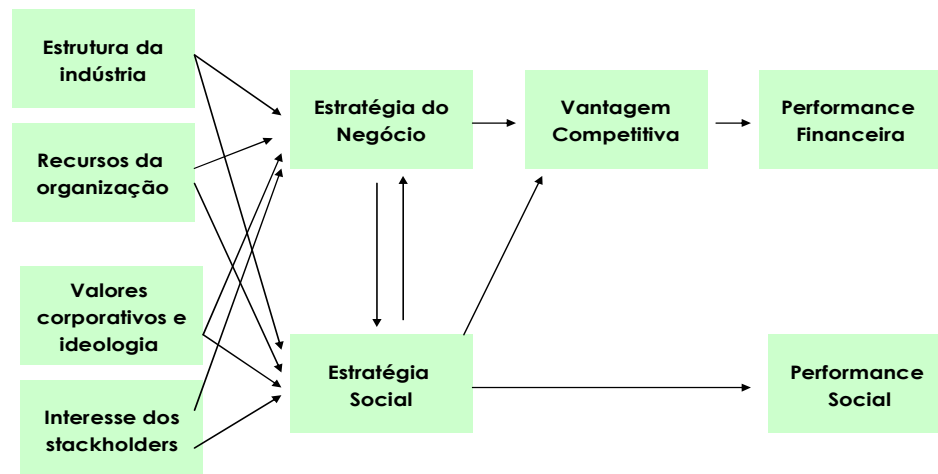 Estrutura da
indústria
Recursos da
organização
Valores
corporativos e
ideologia
Interesse dos
stackholders
Estratégia do
Negócio
Estratégia
Social
Vantagem
Competitiva
Performance
Financeira
Performance
Social